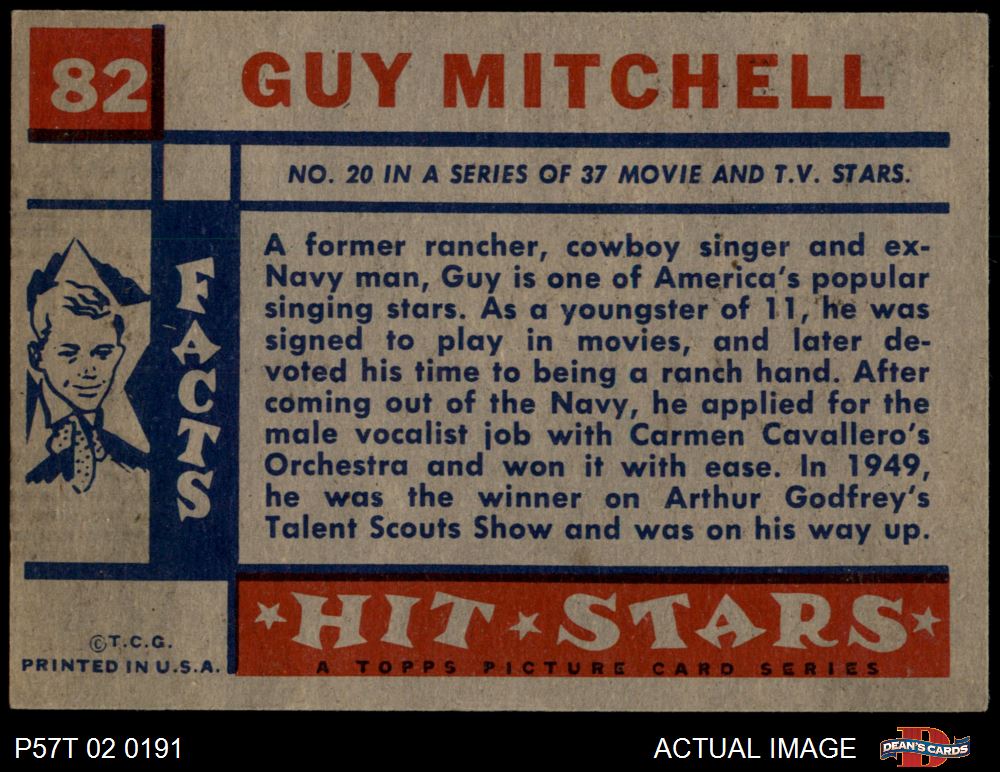 82
GUY MITCHELL
NO. 20 IN A SERIES OF 37 MOVIE AND T.V. STARS.
FACTS
A former rancher, cowboy singer and ex-
Navy man, Guy is one of America's popular
singing stars. As a youngster of 11, he was
signed to play in movies, and later de-
voted his time to being a ranch hand. After
coming out of the Navy, he applied for the
male vocalist job with Carmen Cavallero's
Orchestra and won it with ease. In 1949,
he was the winner on Arthur Godfrey's
Talent Scouts Show and was on his way up.
HIT STARS
A TOPPS PICTURE CARD SERIES
©T.C.G.
PRINTED IN U.S.A.
P57T 02 0191
ACTUAL IMAGE
D
DEAN'S CARDS